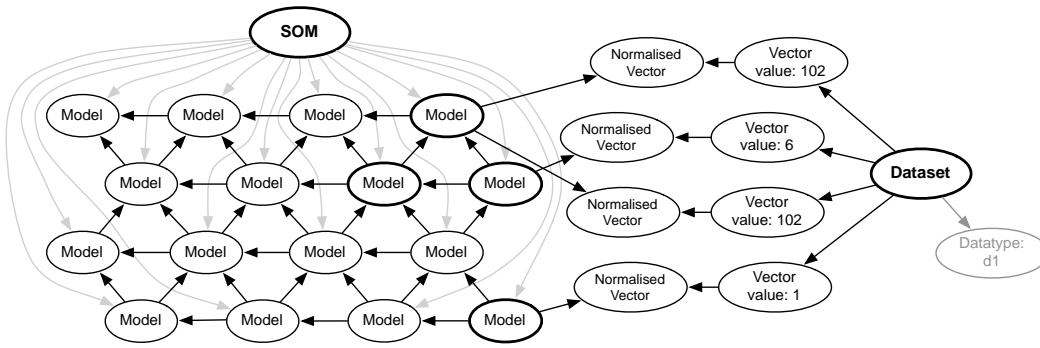 SOM
Normalised
Vector
Vector
value: 102
Model
Model
Model
Model
Normalised
Vector
Vector
value: 6
Model
Model
Model
Model
Dataset
Normalised
Vector
Vector
value: 102
Model
Model
Model
Model
Datatype:
d1
Normalised
Vector
Vector
value: 1
Model
Model
Model
Model